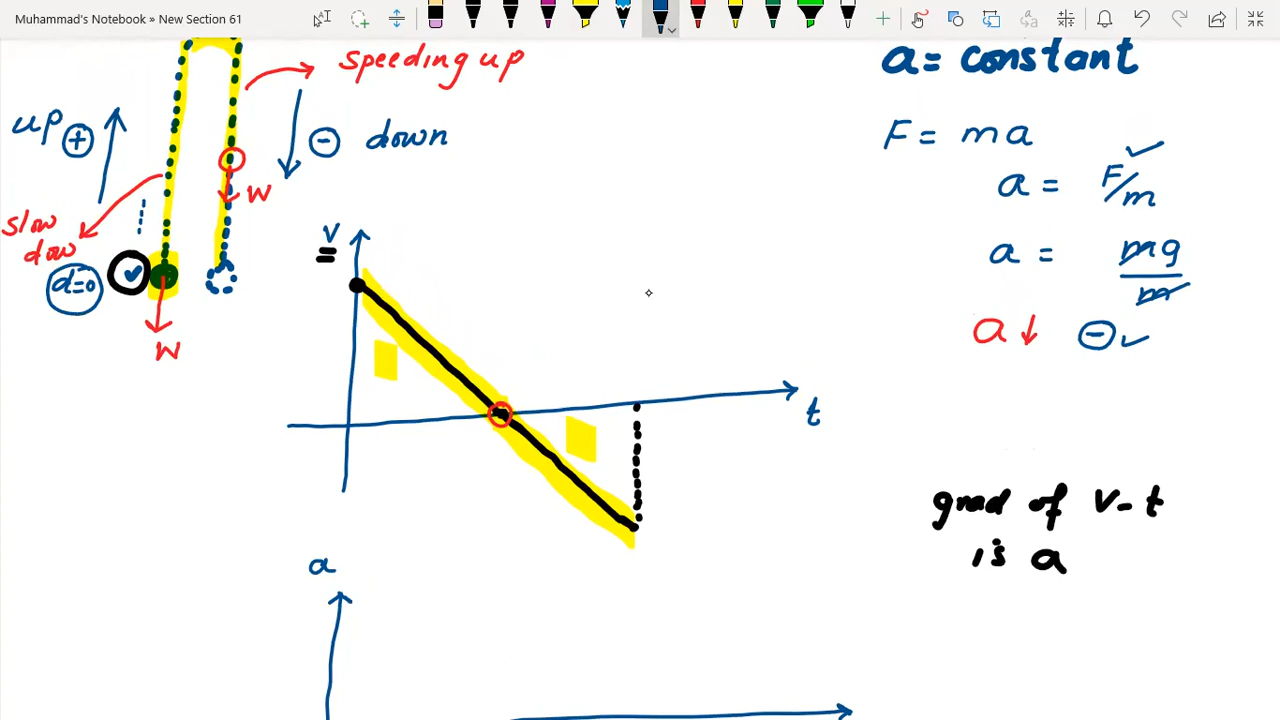 Muhammad's Notebook » New Section 61
speeding up
a = constant
up +
- down
F = ma
a = F/m
W
slow
dow
a = mg
m
d=0
v
W
a ↓ -
t
grad of v-t
is a
a